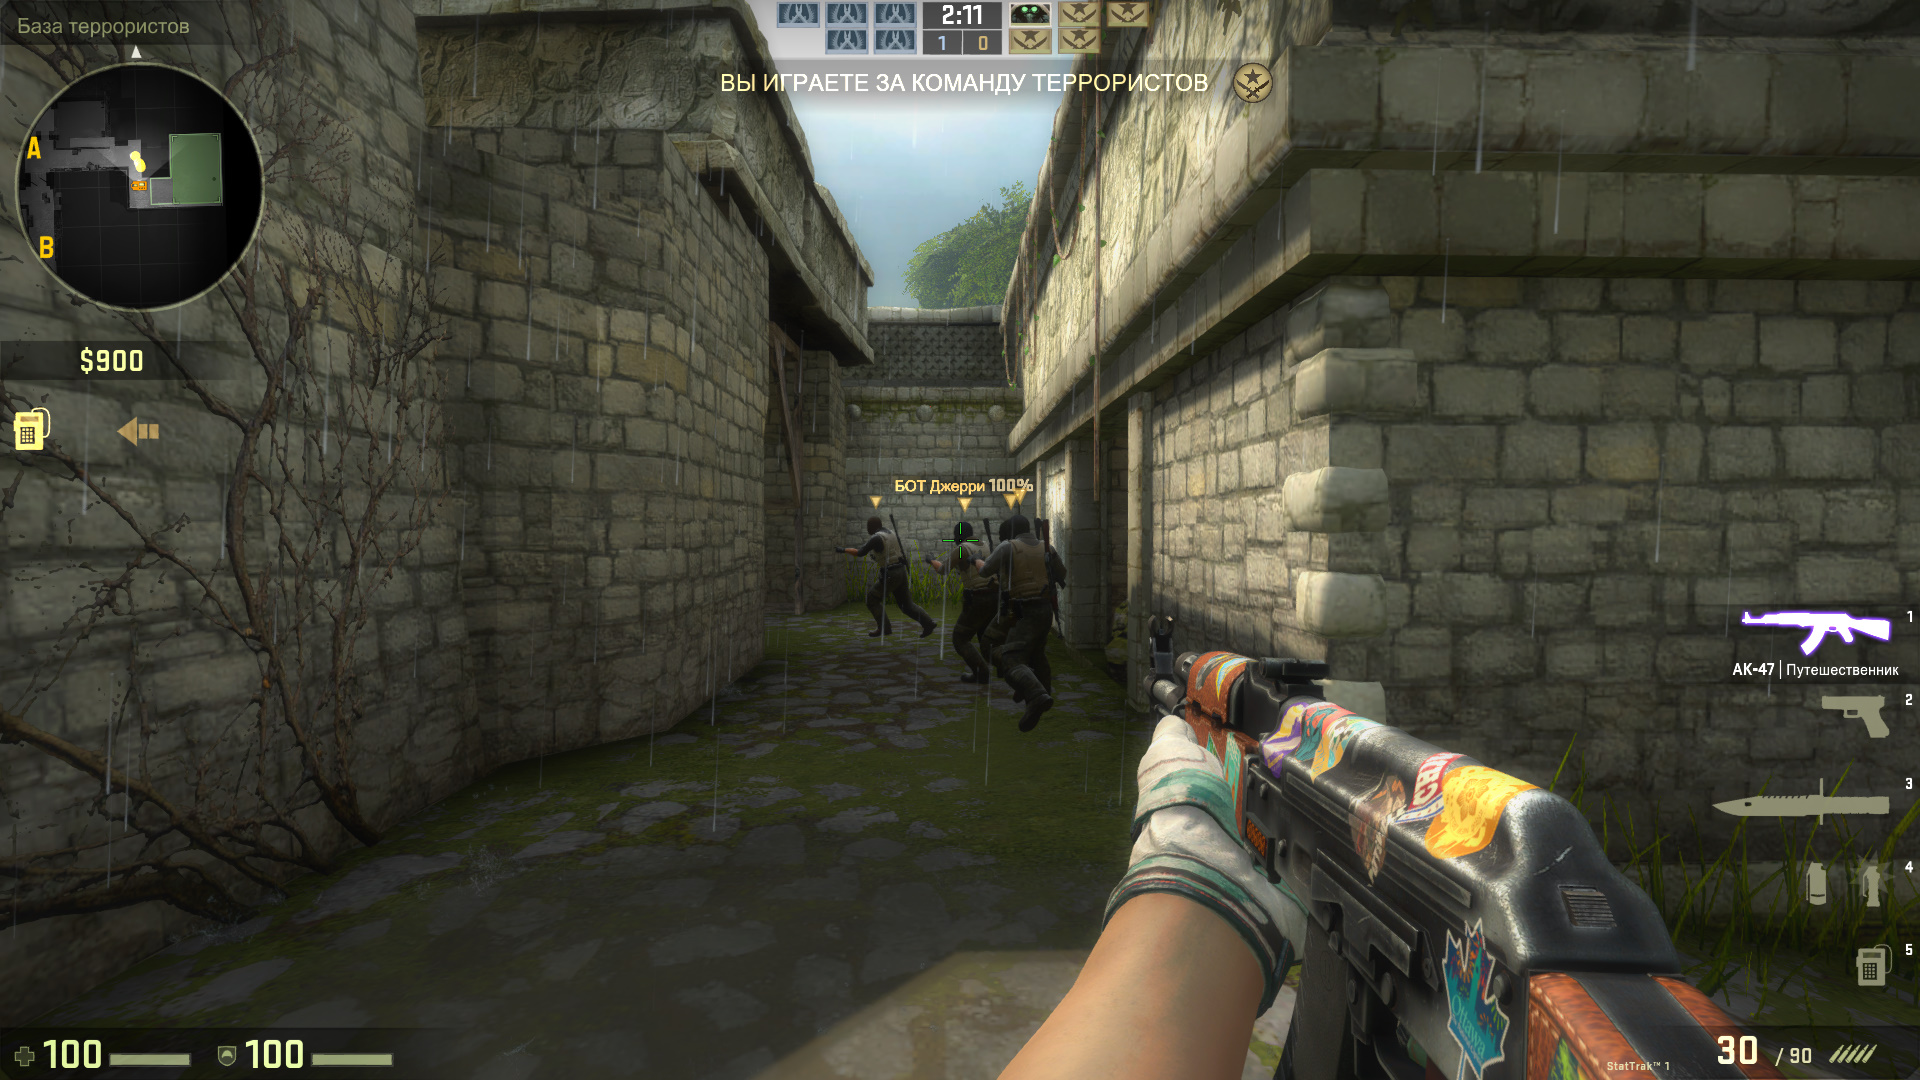 База террористов
2:11
1 0
ВЫ ИГРАЕТЕ ЗА КОМАНДУ ТЕРРОРИСТОВ
A
B
$900
БОТ Джерри 100%
1
АК-47 | Путешественник
2
3
4
5
Ottawa
100
100
StatTrak™ 1
30 / 90